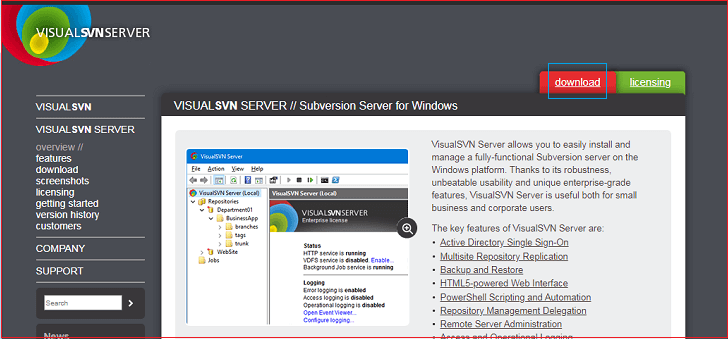 VISUALSVNSERVER
download
licensing
VISUALSVN
VISUALSVN SERVER
overview //
features
download
screenshots
licensing
getting started
version history
customers
COMPANY
SUPPORT
Search
News
VISUALSVN SERVER // Subversion Server for Windows
VisualSVN Server
File Action View Help
VisualSVN Server (Local)
Repositories
Department01
BusinessApp
branches
tags
trunk
WebSite
Jobs
VisualSVN Server (Local)
VISUALSVNSERVER
Enterprise license
Status
HTTP service is running
VDFS service is disabled. Enable...
Background Job service is running
Logging
Error logging is enabled
Access logging is disabled
Operational logging is disabled
Open Event Viewer...
Configure logging...
VisualSVN Server allows you to easily install and
manage a fully-functional Subversion server on the
Windows platform. Thanks to its robustness,
unbeatable usability and unique enterprise-grade
features, VisualSVN Server is useful both for small
business and corporate users.
The key features of VisualSVN Server are:
• Active Directory Single Sign-On
• Multisite Repository Replication
• Backup and Restore
• HTML5-powered Web Interface
• PowerShell Scripting and Automation
• Repository Management Delegation
• Remote Server Administration
• Access and Operational Logging